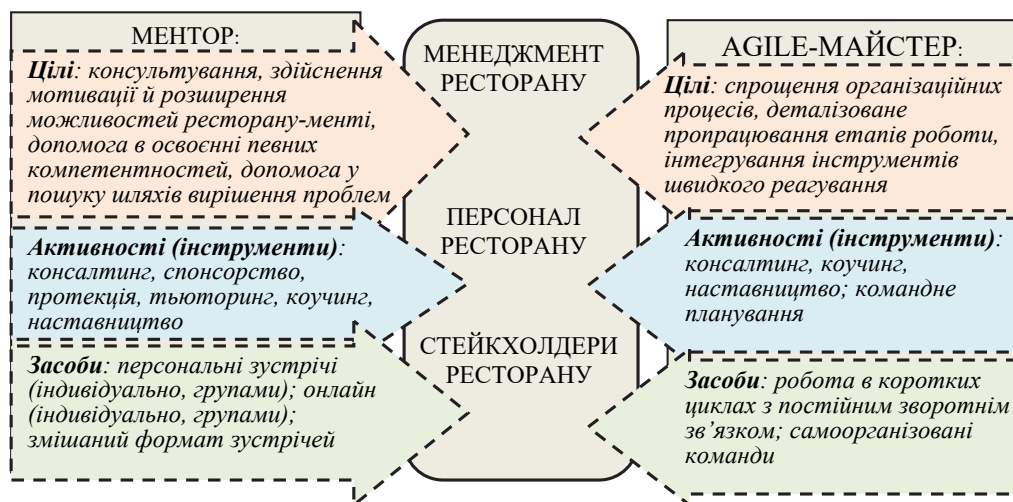 МЕНТОР:
Цілі: консультування, здійснення
мотивації й розширення
можливостей ресторану-менті,
допомога в освоєнні певних
компетентностей, допомога у
пошуку шляхів вирішення проблем
Активності (інструменти):
консалтинг, спонсорство,
протекція, тьюторинг, коучинг,
наставництво
Засоби: персональні зустрічі
(індивідуально, групами); онлайн
(індивідуально, групами);
змішаний формат зустрічей
МЕНЕДЖМЕНТ
РЕСТОРАНУ
ПЕРСОНАЛ
РЕСТОРАНУ
СТЕЙКХОЛДЕРИ
РЕСТОРАНУ
AGILE-МАЙСТЕР:
Цілі: спрощення організаційних
процесів, деталізоване
пропрацювання етапів роботи,
інтегрування інструментів
швидкого реагування
Активності (інструменти):
консалтинг, коучинг,
наставництво; командне
планування
Засоби: робота в коротких
циклах з постійним зворотнім
зв’язком; самоорганізовані
команди